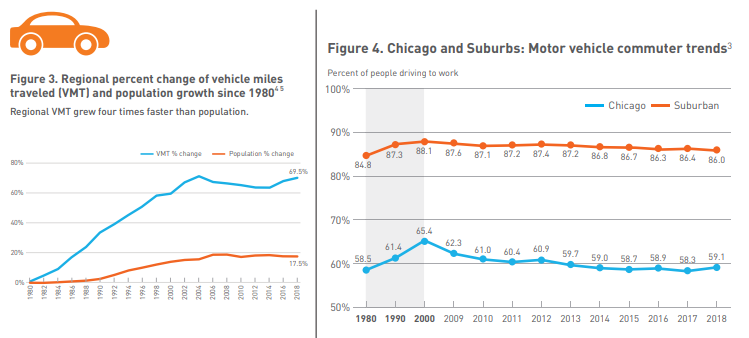 Figure 3. Regional percent change of vehicle miles
traveled (VMT) and population growth since 1980⁴ ⁵
Regional VMT grew four times faster than population.
VMT % change
Population % change
80%
60%
40%
20%
0%
69.5%
17.5%
1980
1982
1984
1986
1988
1990
1992
1994
1996
1998
2000
2002
2004
2006
2008
2010
2012
2014
2016
2018
Figure 4. Chicago and Suburbs: Motor vehicle commuter trends³
Percent of people driving to work
Chicago
Suburban
100%
90%
80%
70%
60%
50%
84.8 87.3 88.1 87.6 87.1 87.2 87.4 87.2 86.8 86.7 86.3 86.4 86.0
58.5 61.4 65.4 62.3 61.0 60.4 60.9 59.7 59.0 58.7 58.9 58.3 59.1
1980 1990 2000 2009 2010 2011 2012 2013 2014 2015 2016 2017 2018